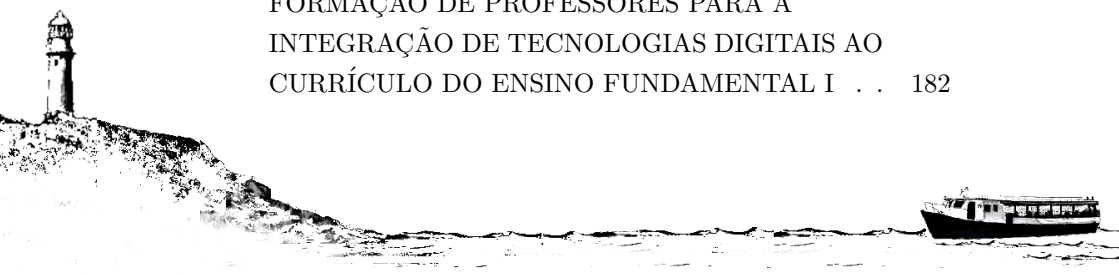 FORMAÇÃO DE PROFESSORES PARA A
INTEGRAÇÃO DE TECNOLOGIAS DIGITAIS AO
CURRÍCULO DO ENSINO FUNDAMENTAL I . . 182